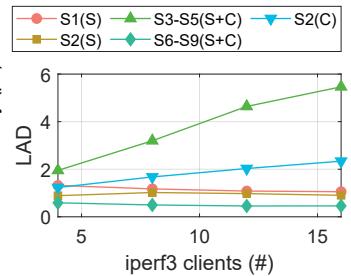 S1(S) S3-S5(S+C) S2(C)
S2(S) S6-S9(S+C)
6
4
2
0
LAD
5 10 15
iperf3 clients (#)